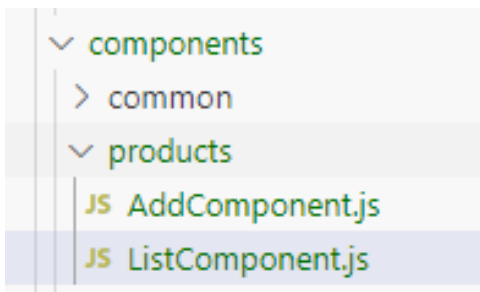 components
common
products
JS AddComponent.js
JS ListComponent.js